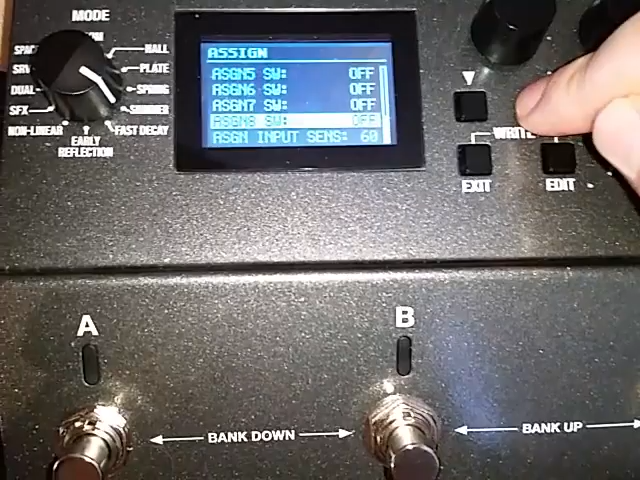 MODE
HALL
PLATE
SPRING
SHIMMER
FAST DECAY
EARLY
REFLECTION
NON-LINEAR
SFX
DUAL
ASSIGN
ASGN5 SW: OFF
ASGN6 SW: OFF
ASGN7 SW: OFF
ASGN8 SW: OFF
ASGN INPUT SENS: 60
▼
WRITE
EXIT
EDIT
A
B
BANK DOWN
BANK UP